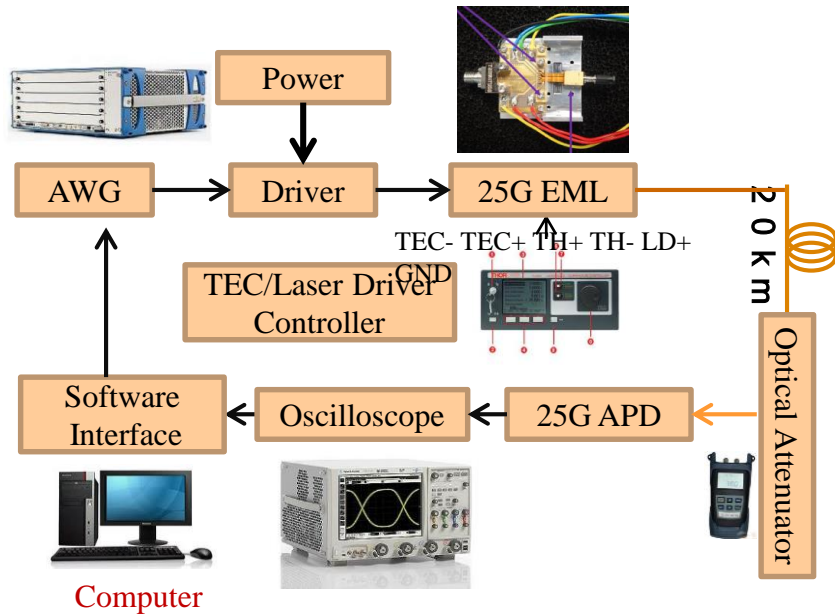 Power
AWG
Driver
25G EML
20km
TEC- TEC+ TH+ TH- LD+
GND
THOR
TEC/Laser Driver
Controller
Optical Attenuator
Software
Interface
Oscilloscope
25G APD
Computer